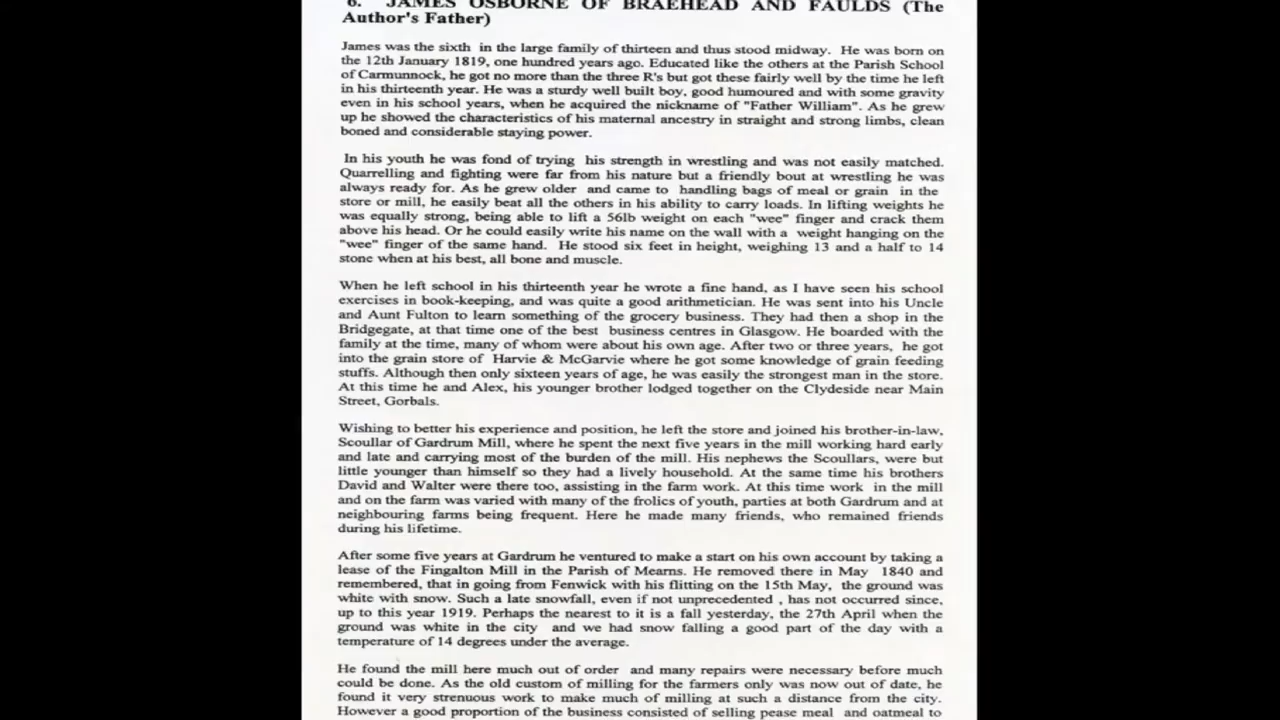 6. JAMES OSBORNE OF BRAEHEAD AND FAULDS (The
Author's Father)
James was the sixth in the large family of thirteen and thus stood midway. He was born on
the 12th January 1819, one hundred years ago. Educated like the others at the Parish School
of Carmunnock, he got no more than the three R's but got these fairly well by the time he left
in his thirteenth year. He was a sturdy well built boy, good humoured and with some gravity
even in his school years, when he acquired the nickname of "Father William". As he grew
up he showed the characteristics of his maternal ancestry in straight and strong limbs, clean
boned and considerable staying power.
In his youth he was fond of trying his strength in wrestling and was not easily matched.
Quarrelling and fighting were far from his nature but a friendly bout at wrestling he was
always ready for. As he grew older and came to handling bags of meal or grain in the
store or mill, he easily beat all the others in his ability to carry loads. In lifting weights he
was equally strong, being able to lift a 56lb weight on each "wee" finger and crack them
above his head. Or he could easily write his name on the wall with a weight hanging on the
"wee" finger of the same hand. He stood six feet in height, weighing 13 and a half to 14
stone when at his best, all bone and muscle.
When he left school in his thirteenth year he wrote a fine hand, as I have seen his school
exercises in book-keeping, and was quite a good arithmetician. He was sent into his Uncle
and Aunt Fulton to learn something of the grocery business. They had then a shop in the
Bridgegate, at that time one of the best business centres in Glasgow. He boarded with the
family at the time, many of whom were about his own age. After two or three years, he got
into the grain store of Harvie & McGarvie where he got some knowledge of grain feeding
stuffs. Although then only sixteen years of age, he was easily the strongest man in the store.
At this time he and Alex, his younger brother lodged together on the Clydeside near Main
Street, Gorbals.
Wishing to better his experience and position, he left the store and joined his brother-in-law,
Scoullar of Gardrum Mill, where he spent the next five years in the mill working hard early
and late and carrying most of the burden of the mill. His nephews the Scoullars, were but
little younger than himself so they had a lively household. At the same time his brothers
David and Walter were there too, assisting in the farm work. At this time work in the mill
and on the farm was varied with many of the frolics of youth, parties at both Gardrum and at
neighbouring farms being frequent. Here he made many friends, who remained friends
during his lifetime.
After some five years at Gardrum he ventured to make a start on his own account by taking a
lease of the Fingalton Mill in the Parish of Mearns. He removed there in May 1840 and
remembered, that in going from Fenwick with his flitting on the 15th May, the ground was
white with snow. Such a late snowfall, even if not unprecedented , has not occurred since,
up to this year 1919. Perhaps the nearest to it is a fall yesterday, the 27th April when the
ground was white in the city and we had snow falling a good part of the day with a
temperature of 14 degrees under the average.
He found the mill here much out of order and many repairs were necessary before much
could be done. As the old custom of milling for the farmers only was now out of date, he
found it very strenuous work to make much of milling at such a distance from the city.
However a good proportion of the business consisted of selling pease meal and oatmeal to